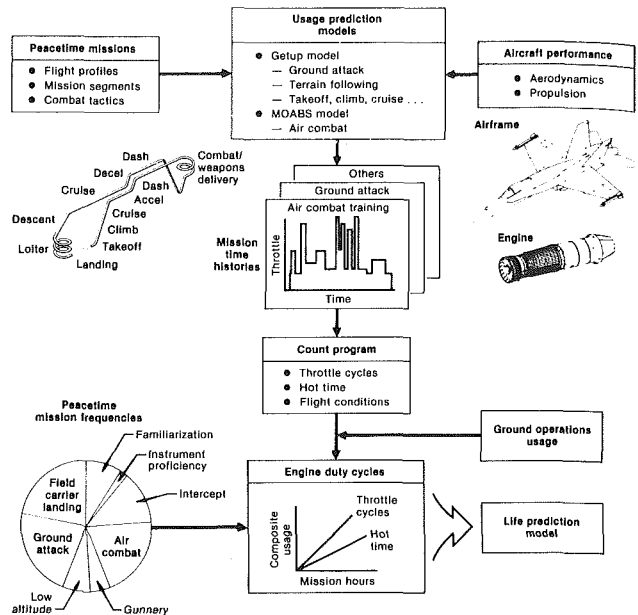 Peacetime missions
● Flight profiles
● Mission segments
● Combat tactics
Usage prediction
models
● Getup model
— Ground attack
— Terrain following
— Takeoff, climb, cruise . . .
● MOABS model
— Air combat
Aircraft performance
● Aerodynamics
● Propulsion
Airframe
Engine
Dash
Decel
Cruise
Combat/
weapons
delivery
Dash
Accel
Cruise
Climb
Takeoff
Descent
Loiter
Landing
Others
Ground attack
Air combat training
Mission
time
histories
Throttle
Time
Count program
● Throttle cycles
● Hot time
● Flight conditions
Ground operations
usage
Peacetime
mission frequencies
Familiarization
Instrument
proficiency
Intercept
Field
carrier
landing
Ground
attack
Air
combat
Low
altitude
Gunnery
Engine duty cycles
Composite
usage
Throttle
cycles
Hot
time
Mission hours
Life prediction
model